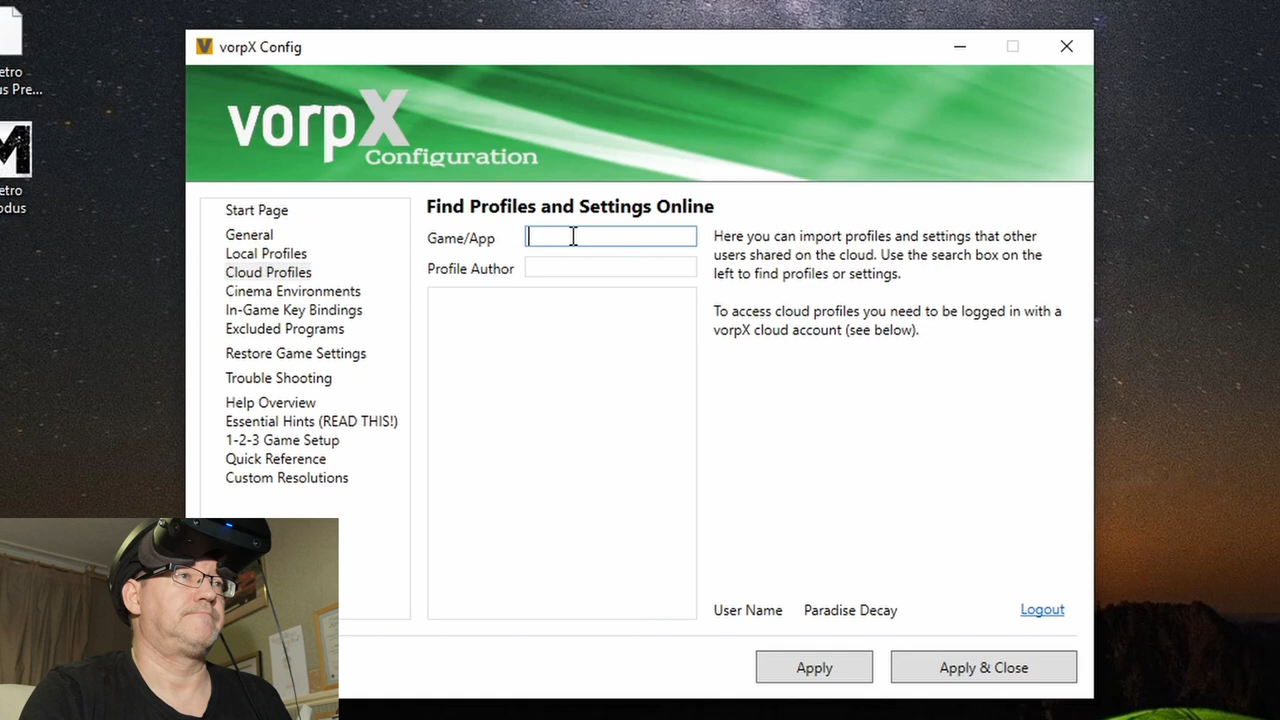 etro
us Pre...
etro
odus
vorpX Config
vorpX
Configuration
Start Page
General
Local Profiles
Cloud Profiles
Cinema Environments
In-Game Key Bindings
Excluded Programs
Restore Game Settings
Trouble Shooting
Help Overview
Essential Hints (READ THIS!)
1-2-3 Game Setup
Quick Reference
Custom Resolutions
Find Profiles and Settings Online
Game/App
Profile Author
Here you can import profiles and settings that other
users shared on the cloud. Use the search box on the
left to find profiles or settings.
To access cloud profiles you need to be logged in with a
vorpX cloud account (see below).
User Name Paradise Decay Logout
Apply Apply & Close